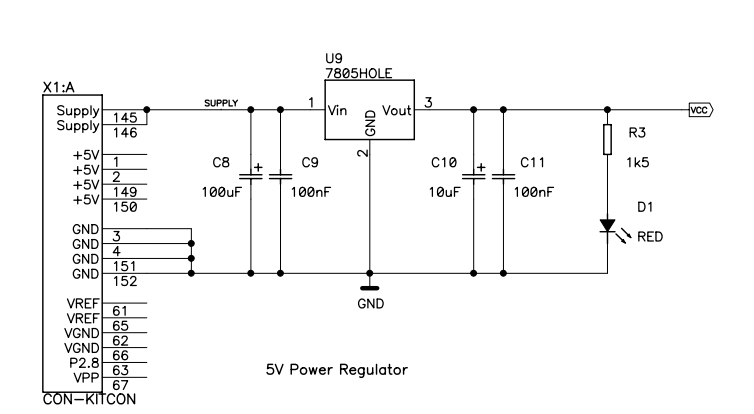 U9
7805HOLE
X1:A
Supply 145
Supply 146
SUPPLY
1 Vin Vout 3
GND
2
VCC
+5V 1
+5V 2
+5V 149
+5V 150
C8 +
100uF
C9
100nF
C10 +
10uF
C11
100nF
R3
1k5
D1
RED
GND 3
GND 4
GND 151
GND 152
GND
VREF 61
VREF 65
VGND 62
VGND 66
P2.8 63
VPP 67
CON-KITCON
5V Power Regulator